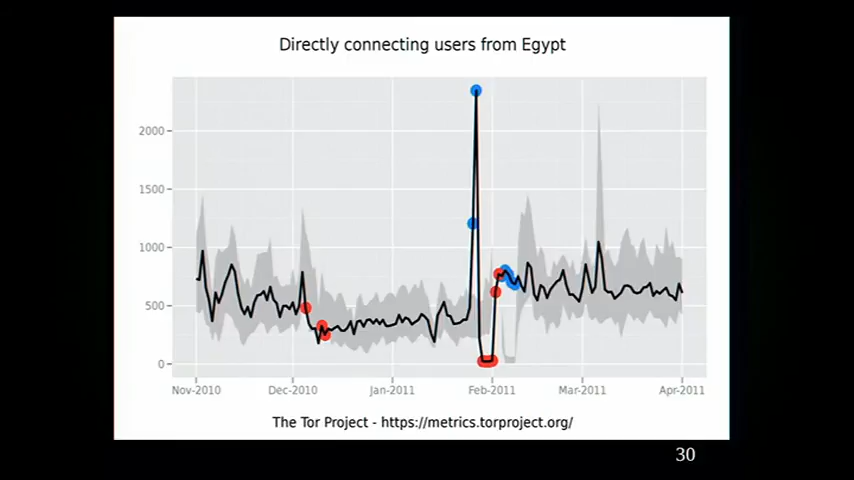 Directly connecting users from Egypt
2000
1500
1000
500
0
Nov-2010 Dec-2010 Jan-2011 Feb-2011 Mar-2011 Apr-2011
The Tor Project - https://metrics.torproject.org/
30